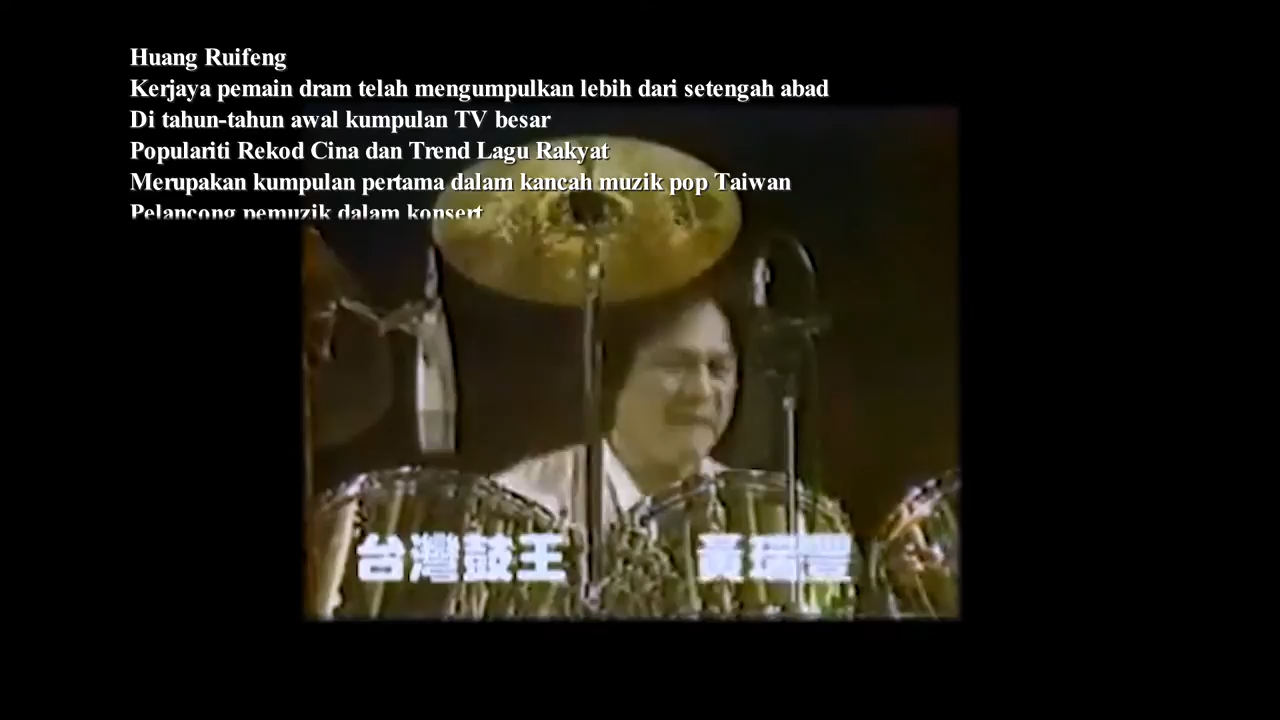 Huang Ruifeng
Kerjaya pemain dram telah mengumpulkan lebih dari setengah abad
Di tahun-tahun awal kumpulan TV besar
Populariti Rekod Cina dan Trend Lagu Rakyat
Merupakan kumpulan pertama dalam kancah muzik pop Taiwan
Pelancong pemuzik dalam konsert
台灣鼓王 黃瑞豐